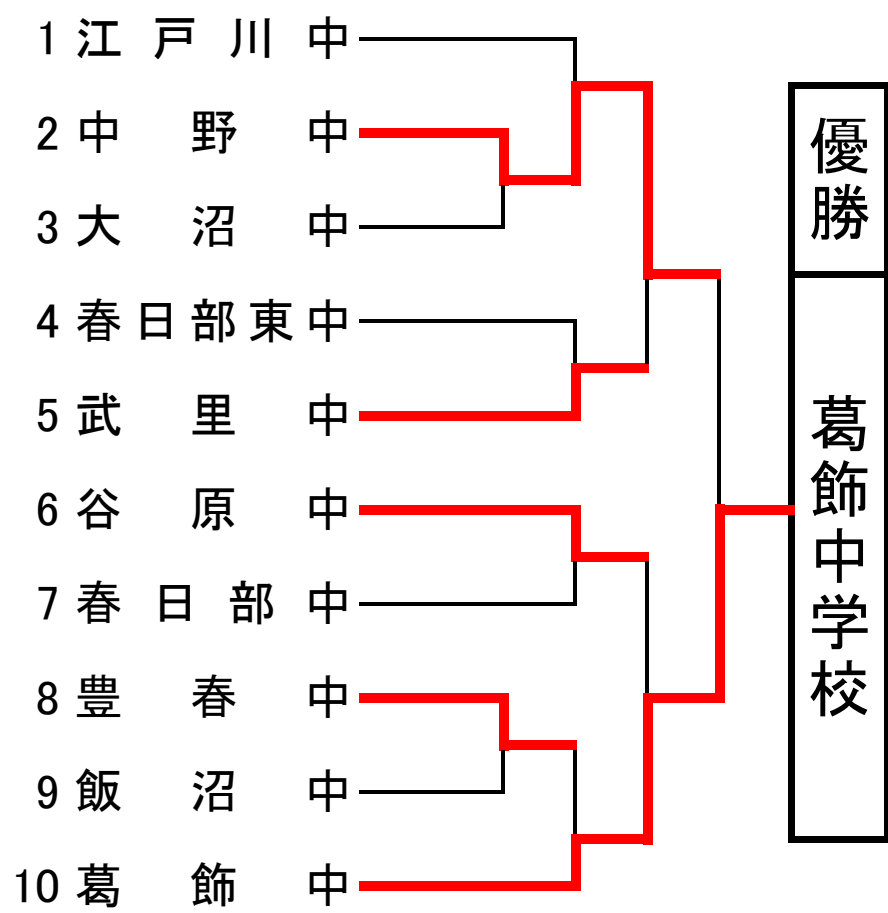 1 江戸川中
2 中野中
3 大沼中
4 春日部東中
5 武里中
6 谷原中
7 春日部中
8 豊春中
9 飯沼中
10 葛飾中
優勝
葛飾中学校